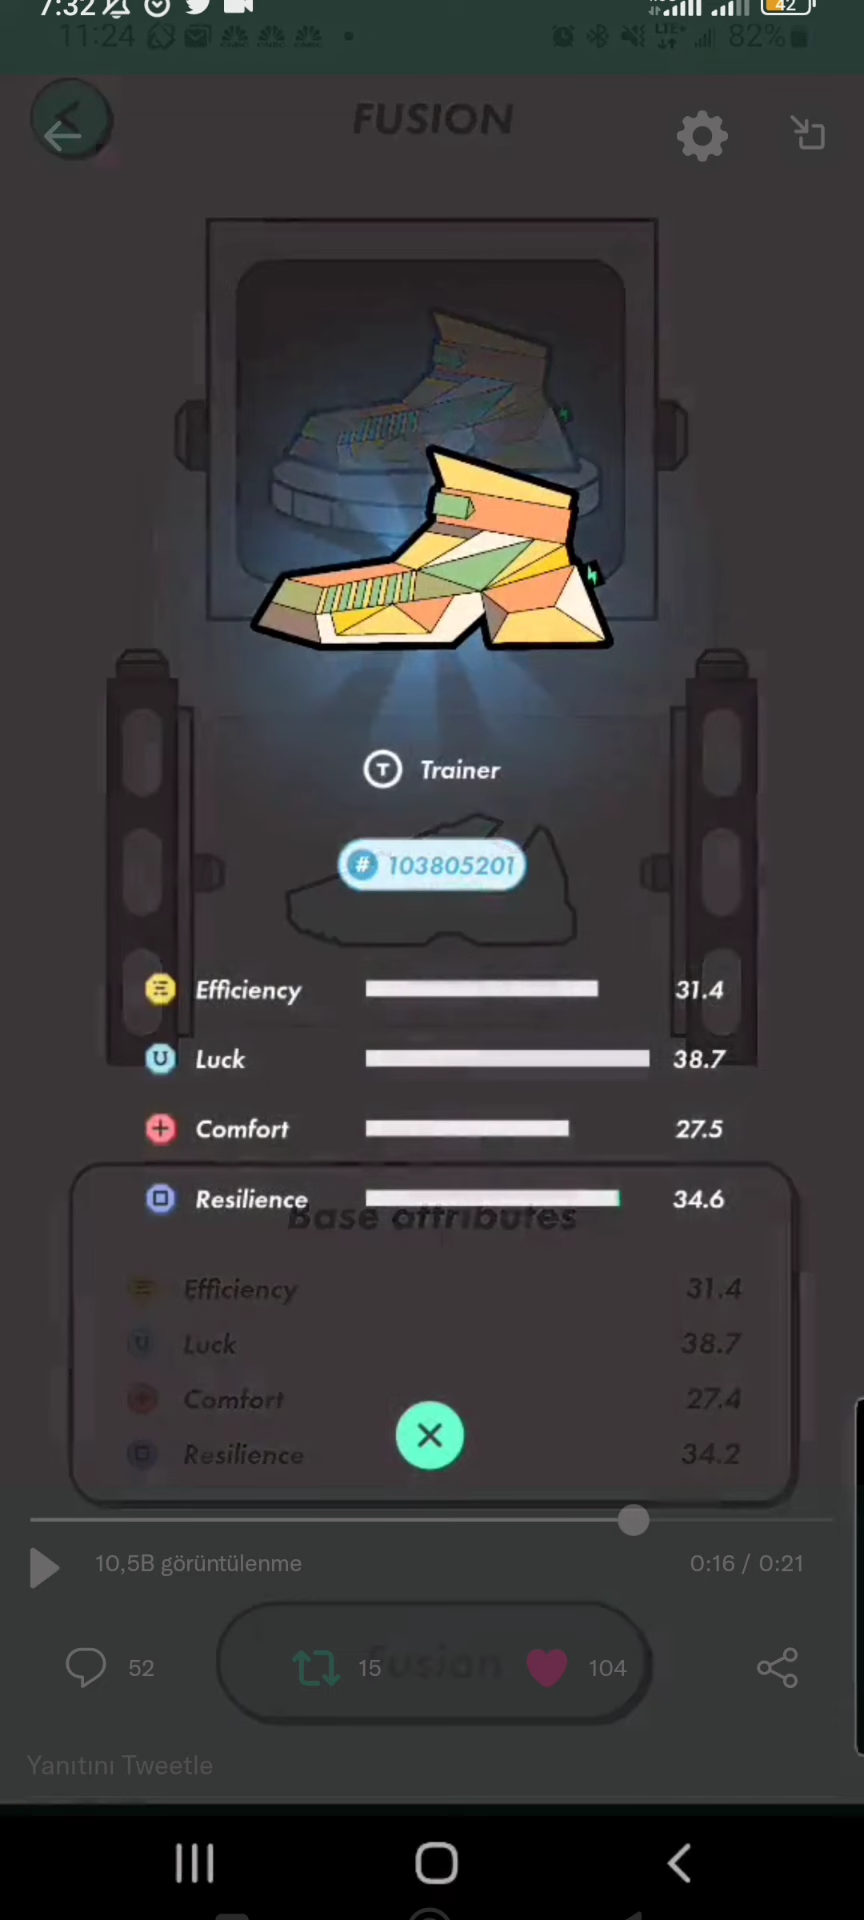 7:32
42
11:24
LTE+
82%
FUSION
T Trainer
# 103805201
Efficiency 31.4
Luck 38.7
Comfort 27.5
Resilience 34.6
Base attributes
Efficiency 31.4
Luck 38.7
Comfort 27.4
Resilience 34.2
10,5B görüntülenme
0:16 / 0:21
Fusion
52
15
104
Yanıtını Tweetle